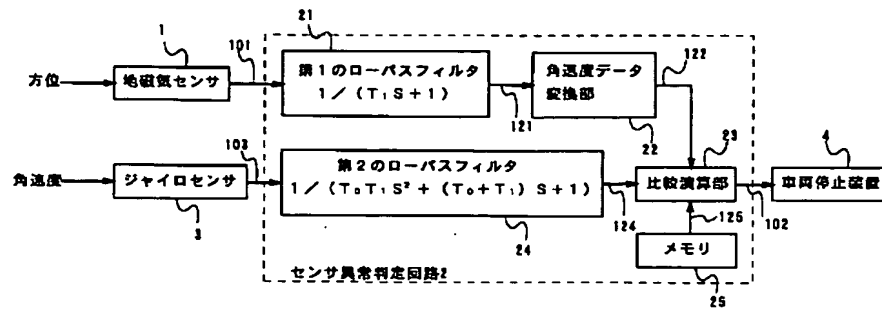 21
1
101
122
方位
地磁気センサ
第1のローパスフィルタ
1/(T₁S+1)
121
角速度データ
変換部
22
23
4
103
角速度
ジャイロセンサ
3
第2のローパスフィルタ
1/(T₀T₁S²+(T₀+T₁)S+1)
24
124
比較演算部
102
車両停止装置
125
メモリ
25
センサ異常判定回路2